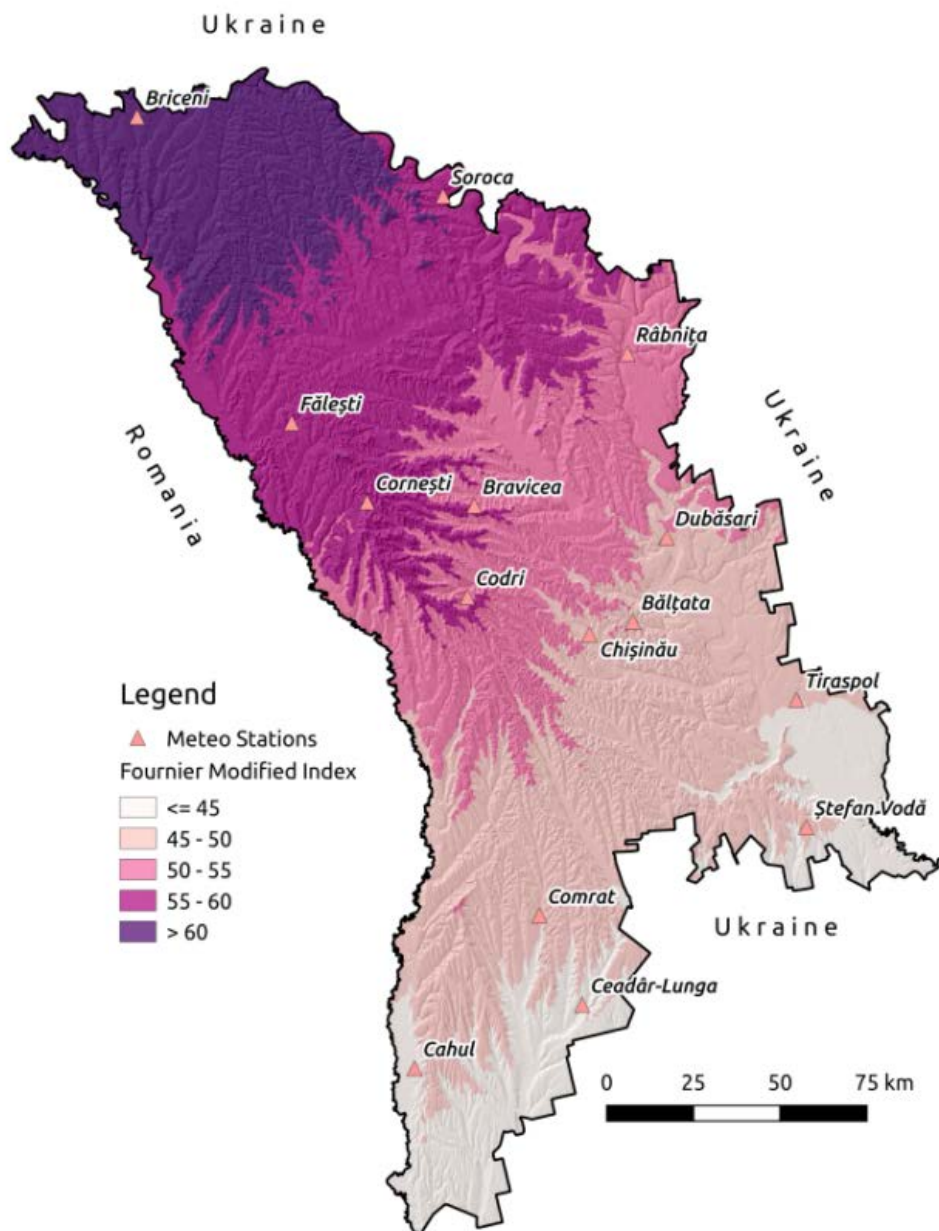 Ukraine
Briceni
Soroca
Râbnița
Ukraine
Fălești
Romania
Cornești
Bravicea
Dubăsari
Codri
Bălțata
Chișinău
Tiraspol
Legend
Meteo Stations
Fournier Modified Index
<= 45
45 - 50
50 - 55
55 - 60
> 60
Ștefan Vodă
Comrat
Ukraine
Ceadâr-Lunga
Cahul
0 25 50 75 km